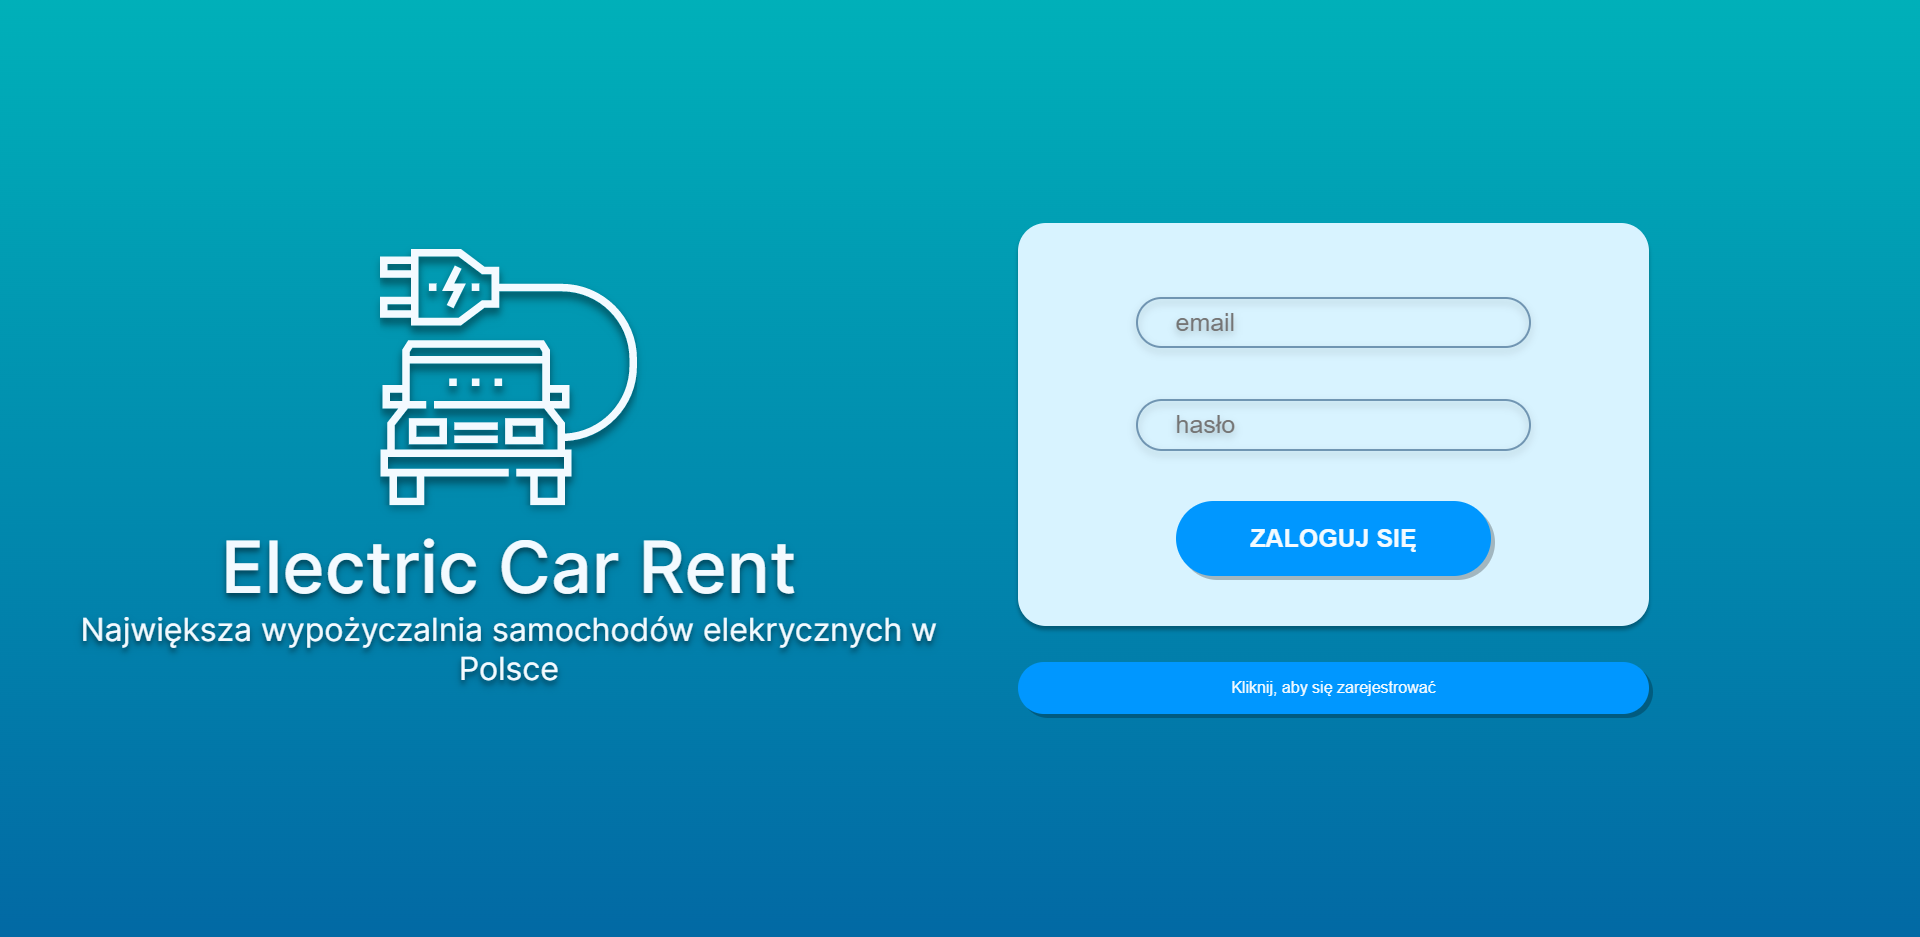 Electric Car Rent
Największa wypożyczalnia samochodów elekrycznych w
Polsce
email
hasło
ZALOGUJ SIĘ
Kliknij, aby się zarejestrować